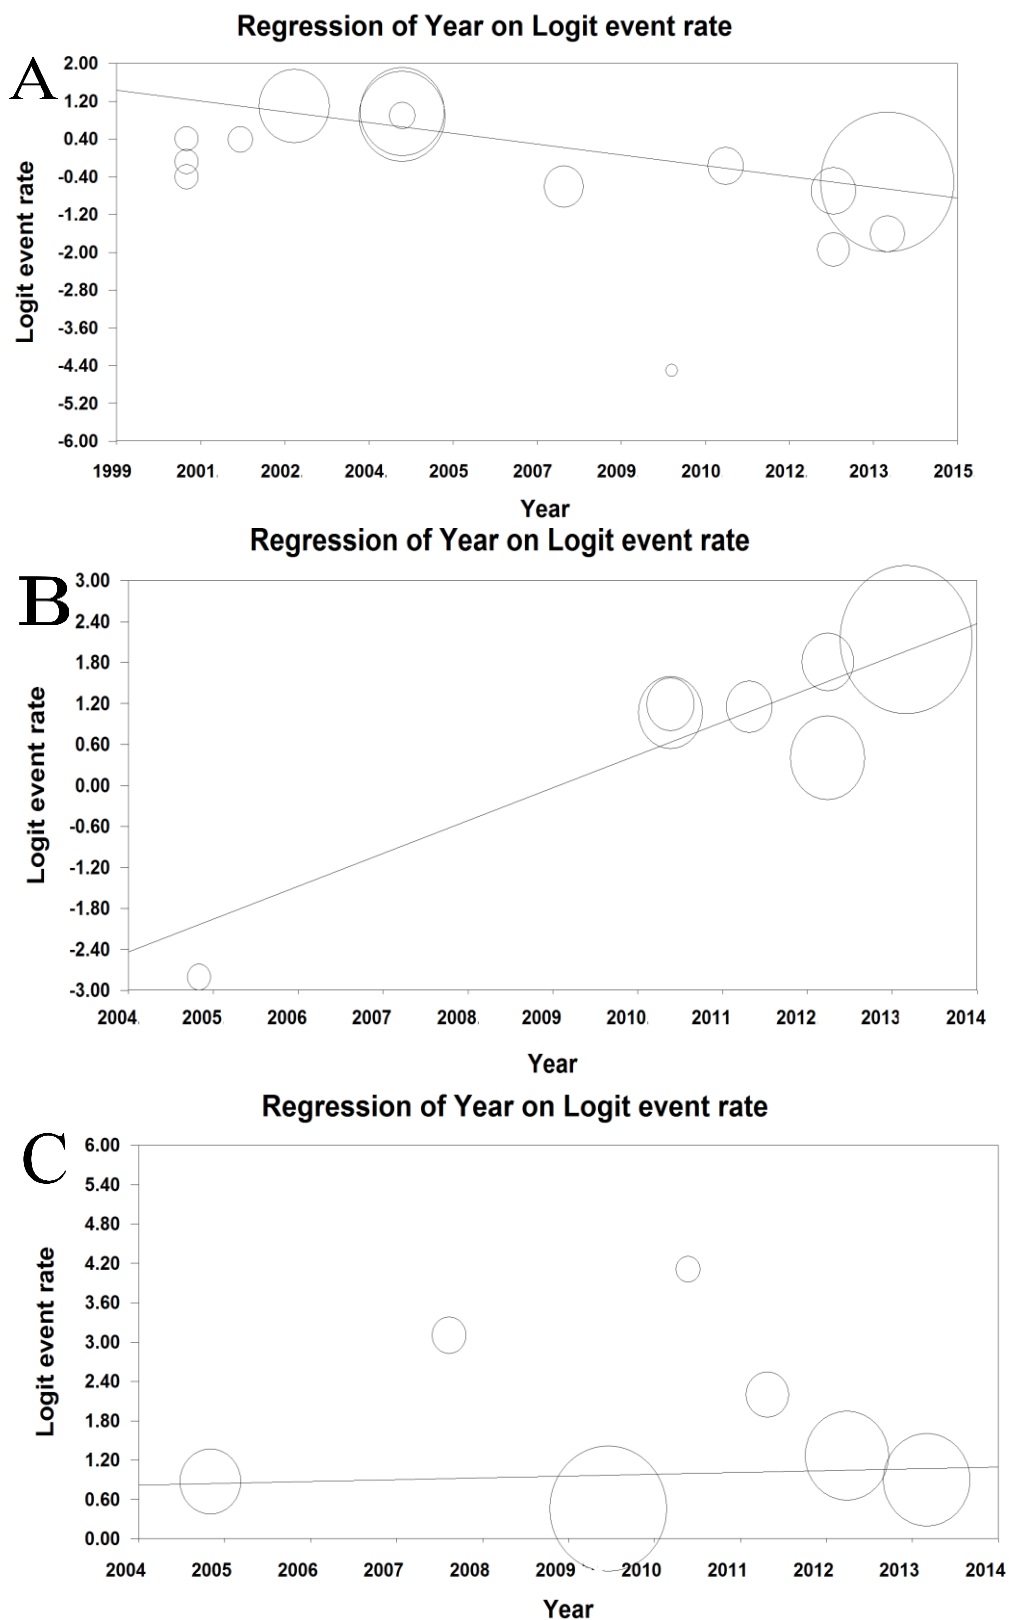 Regression of Year on Logit event rate
A
2.00
1.20
0.40
-0.40
-1.20
-2.00
-2.80
-3.60
-4.40
-5.20
-6.00
Logit event rate
1999 2001. 2002. 2004. 2005 2007 2009 2010 2012. 2013 2015
Year
Regression of Year on Logit event rate
B
3.00
2.40
1.80
1.20
0.60
0.00
-0.60
-1.20
-1.80
-2.40
-3.00
Logit event rate
2004. 2005. 2006 2007 2008. 2009 2010. 2011 2012 2013 2014
Year
Regression of Year on Logit event rate
C
6.00
5.40
4.80
4.20
3.60
3.00
2.40
1.80
1.20
0.60
0.00
Logit event rate
2004 2005 2006 2007 2008 2009 2010 2011 2012 2013 2014
Year